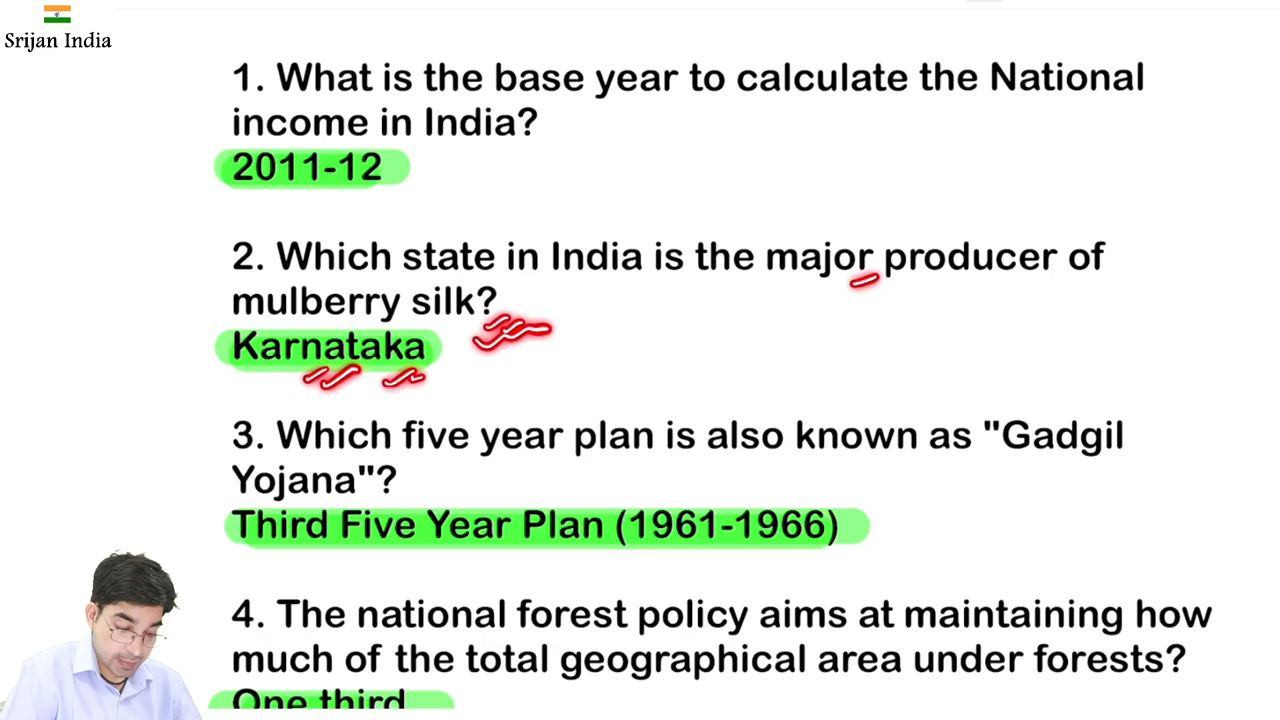 Srijan India
1. What is the base year to calculate the National
income in India?
2011-12
2. Which state in India is the major producer of
mulberry silk?
Karnataka
3. Which five year plan is also known as "Gadgil
Yojana"?
Third Five Year Plan (1961-1966)
4. The national forest policy aims at maintaining how
much of the total geographical area under forests?
One third